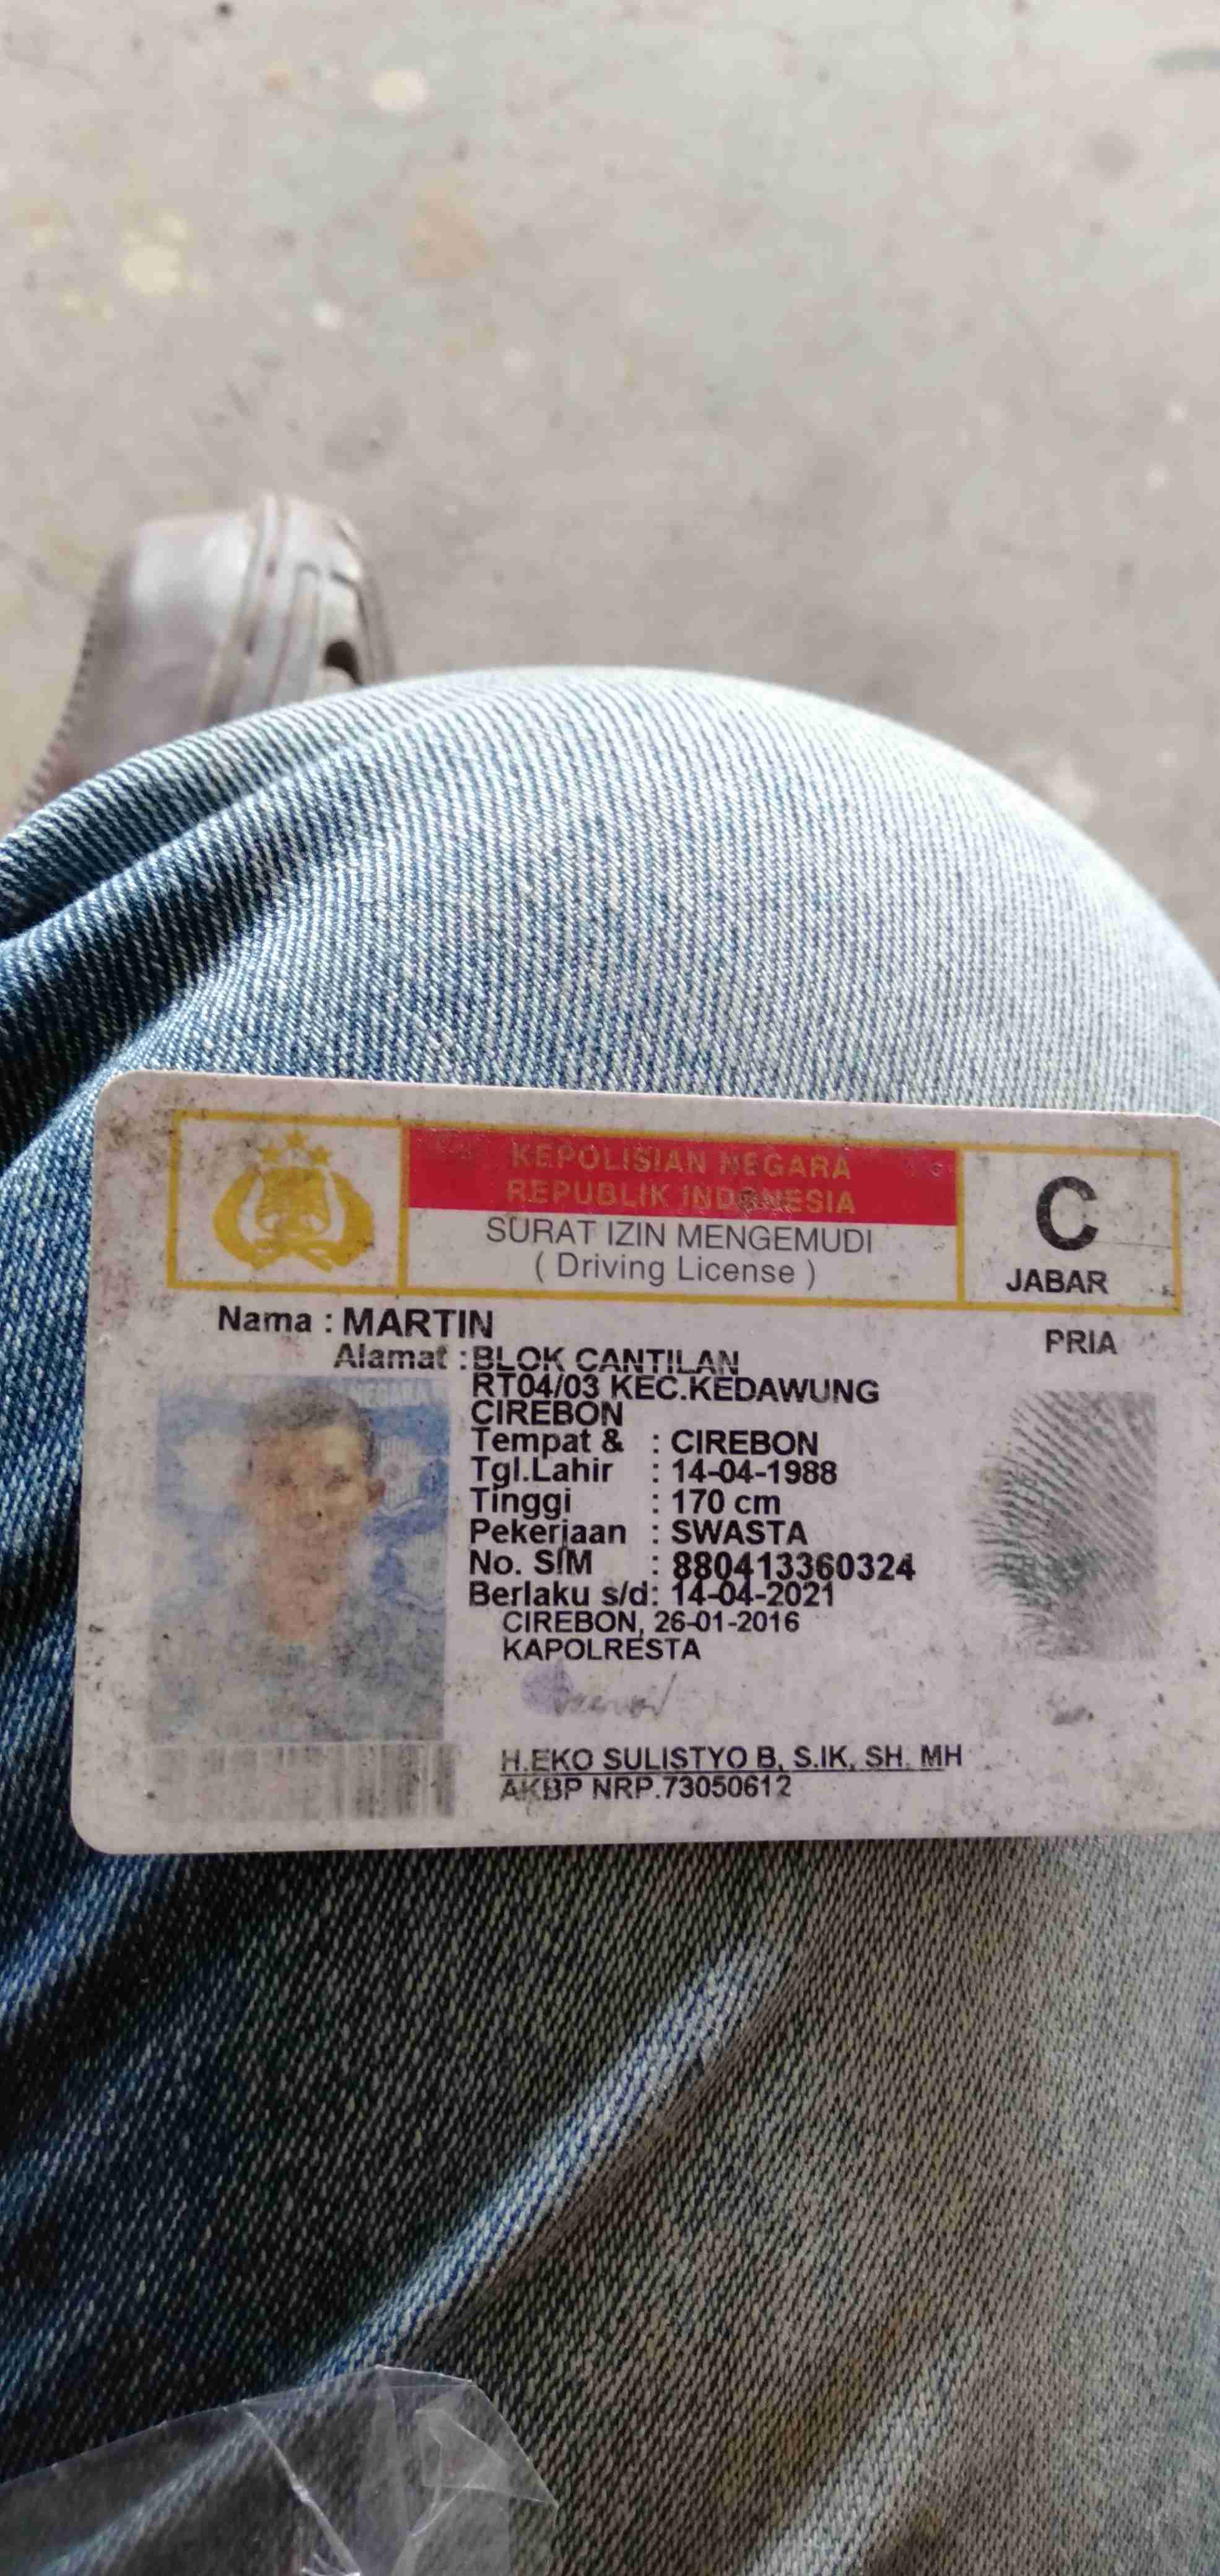 KEPOLISIAN NEGARA
REPUBLIK INDONESIA
SURAT IZIN MENGEMUDI
( Driving License )
C
JABAR
Nama : MARTIN
PRIA
Alamat : BLOK CANTILAN
RT04/03 KEC.KEDAWUNG
CIREBON
Tempat & : CIREBON
Tgl.Lahir : 14-04-1988
Tinggi : 170 cm
Pekerjaan : SWASTA
No. SIM : 880413360324
Berlaku s/d: 14-04-2021
CIREBON, 26-01-2016
KAPOLRESTA
H.EKO SULISTYO B, S.IK, SH. MH
AKBP NRP.73050612